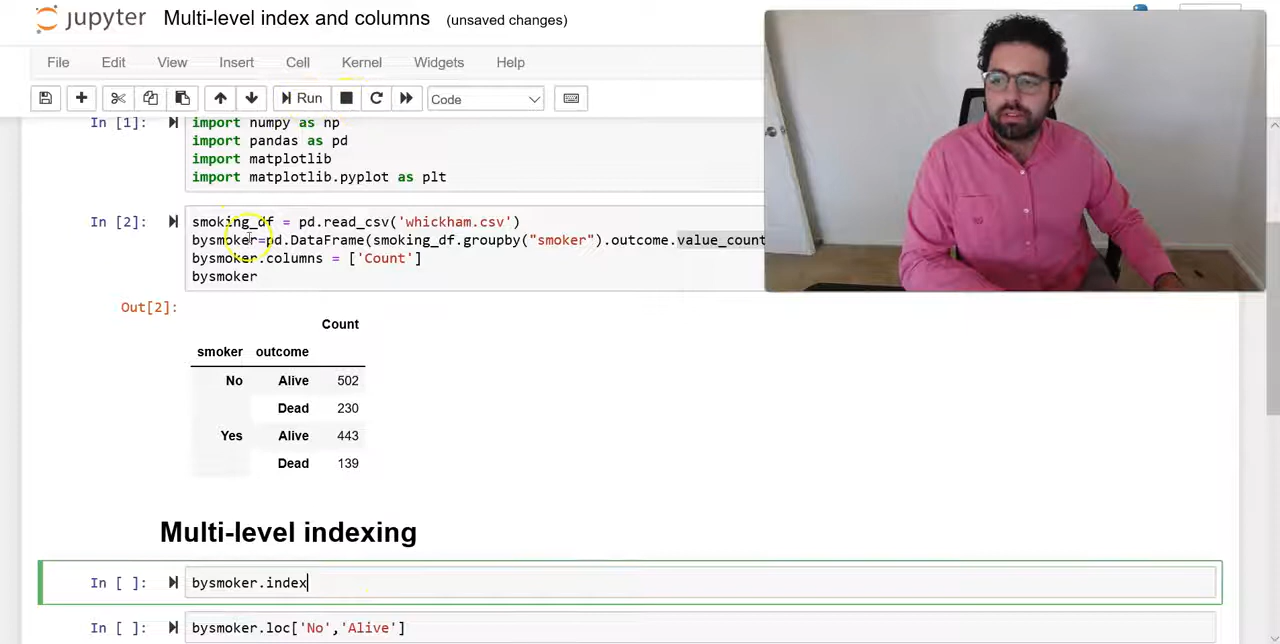 jupyter Multi-level index and columns (unsaved changes)
File Edit View Insert Cell Kernel Widgets Help
Run Code
In [1]: import numpy as np
import pandas as pd
import matplotlib
import matplotlib.pyplot as plt
In [2]: smoking_df = pd.read_csv('whickham.csv')
bysmoker=pd.DataFrame(smoking_df.groupby("smoker").outcome.value_count
bysmoker.columns = ['Count']
bysmoker
Out[2]:
Count
smoker outcome
No Alive 502
Dead 230
Yes Alive 443
Dead 139
Multi-level indexing
In [ ]: bysmoker.index
In [ ]: bysmoker.loc['No','Alive']